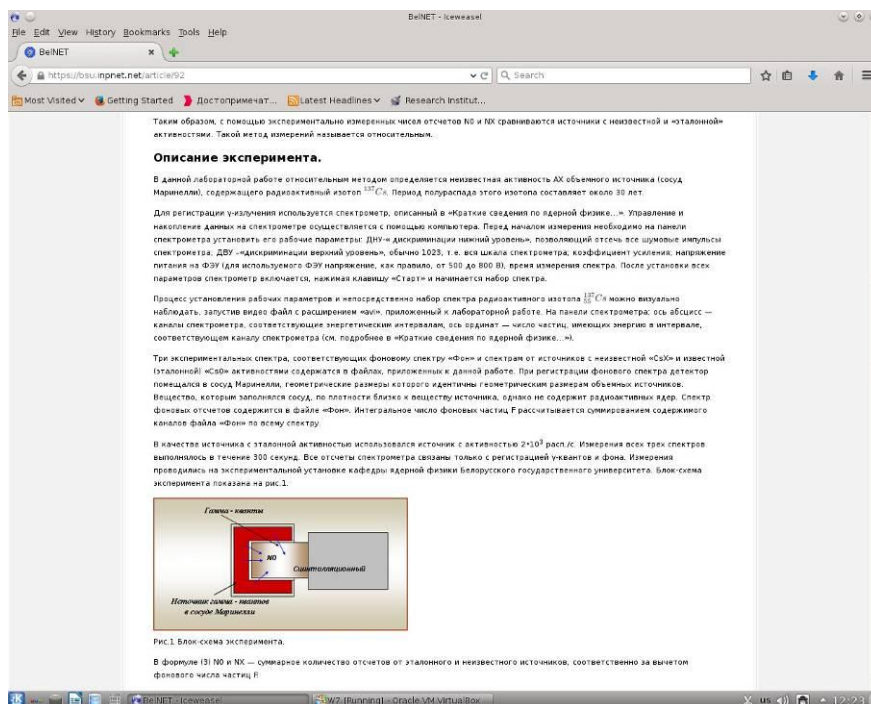 BelNET - Iceweasel
File Edit View History Bookmarks Tools Help
BelNET
https://bsu.inpnet.net/article/92
Search
Most Visited Getting Started Достопримечат... Latest Headlines Research Institut...
Таким образом, с помощью экспериментально измеренных чисел отсчетов N0 и NX сравниваются источники с неизвестной и «эталонной»
активностями. Такой метод измерений называется относительным.
Описание эксперимента.
В данной лабораторной работе относительным методом определяется неизвестная активность AX объемного источника (сосуд
Маринелли), содержащего радиоактивный изотоп ¹³⁷Cs. Период полураспада этого изотопа составляет около 30 лет.
Для регистрации γ-излучения используется спектрометр, описанный в «Краткие сведения по ядерной физике...». Управление и
накопление данных на спектрометре осуществляется с помощью компьютера. Перед началом измерения необходимо на панели
спектрометра установить его рабочие параметры: ДНУ-« дискриминации нижний уровень», позволяющий отсечь все шумовые импульсы
спектрометра; ДВУ -«дискриминации верхний уровень», обычно 1023, т.е. вся шкала спектрометра; коэффициент усиления; напряжение
питания на ФЭУ (для используемого ФЭУ напряжение, как правило, от 500 до 800 В), время измерения спектра. После установки всех
параметров спектрометр включается, нажимая клавишу «Старт» и начинается набор спектра.
Процесс установления рабочих параметров и непосредственно набор спектра радиоактивного изотопа ¹³⁷₅₅Cs можно визуально
наблюдать, запустив видео файл с расширением «avi», приложенный к лабораторной работе. На панели спектрометра: ось абсцисс —
каналы спектрометра, соответствующие энергетическим интервалам, ось ординат — число частиц, имеющих энергию в интервале,
соответствующем каналу спектрометра (см. подробнее в «Краткие сведения по ядерной физике...»).
Три экспериментальных спектра, соответствующих фоновому спектру «Фон» и спектрам от источников с неизвестной «CsX» и известной
(эталонной) «Cs0» активностями содержатся в файлах, приложенных к данной работе. При регистрации фонового спектра детектор
помещался в сосуд Маринелли, геометрические размеры которого идентичны геометрическим размерам объемных источников.
Вещество, которым заполнялся сосуд, по плотности близко к веществу источника, однако не содержит радиоактивных ядер. Спектр
фоновых отсчетов содержится в файле «Фон». Интегральное число фоновых частиц F рассчитывается суммированием содержимого
каналов файла «Фон» по всему спектру.
В качестве источника с эталонной активностью использовался источник с активностью 2•10³ расп./с. Измерения всех трех спектров
выполнялось в течение 300 секунд. Все отсчеты спектрометра связаны только с регистрацией γ-квантов и фона. Измерения
проводились на экспериментальной установке кафедры ядерной физики Белорусского государственного университета. Блок-схема
эксперимента показана на рис.1.
Гамма - кванты
NO
Сцинтилляционный
Источник гамма - квантов
в сосуде Маринелли
Рис.1 Блок-схема эксперимента.
В формуле (3) N0 и NX — суммарное количество отсчетов от эталонного и неизвестного источников, соответственно за вычетом
фонового числа частиц F.
BelNET - Iceweasel W7 [Running] - Oracle VM VirtualBox us 12:23